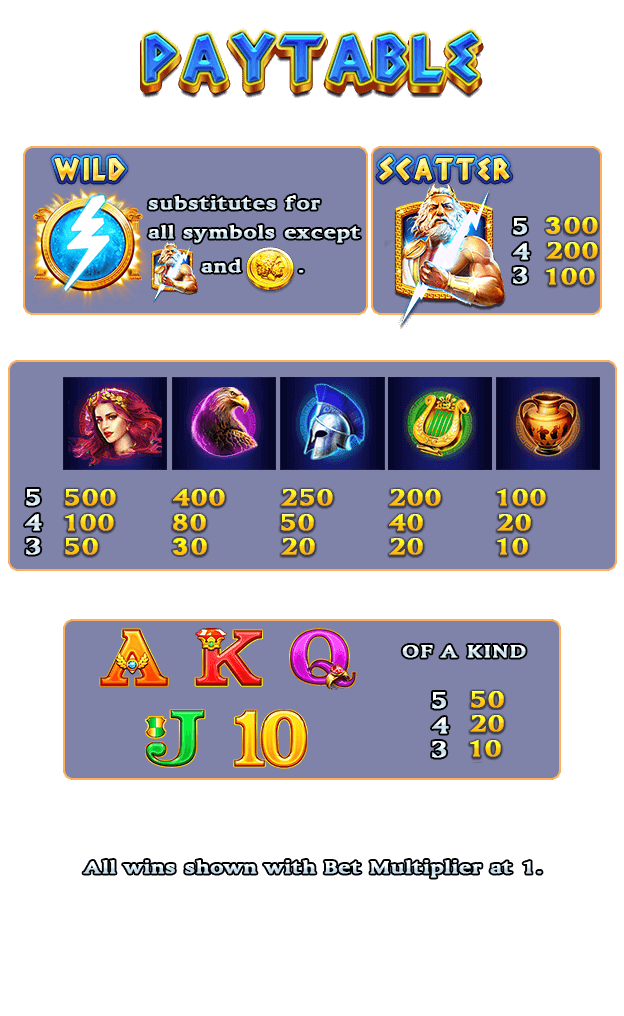 PAYTABLE
WILD
substitutes for
all symbols except
and .
SCATTER
5 300
4 200
3 100
5 500 400 250 200 100
4 100 80 50 40 20
3 50 30 20 20 10
A K Q
J 10
OF A KIND
5 50
4 20
3 10
All wins shown with Bet Multiplier at 1.